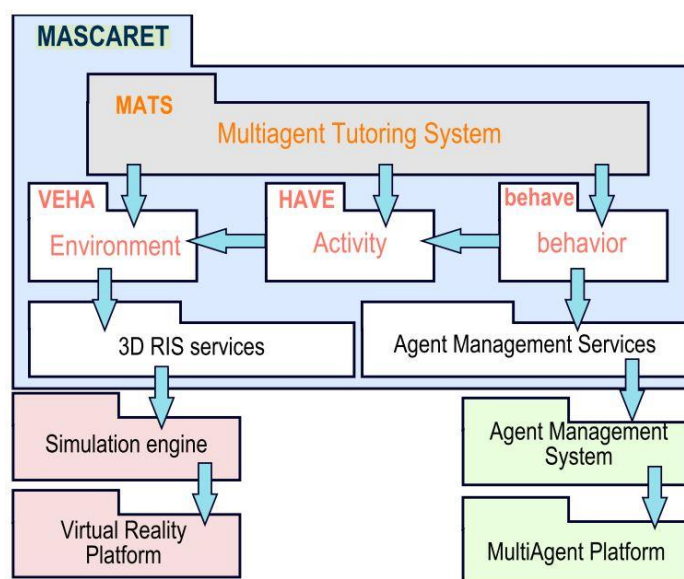 MASCARET
MATS
Multiagent Tutoring System
VEHA
HAVE
behave
Environment
Activity
behavior
3D RIS services
Agent Management Services
Simulation engine
Agent Management
System
Virtual Reality
Platform
MultiAgent Platform